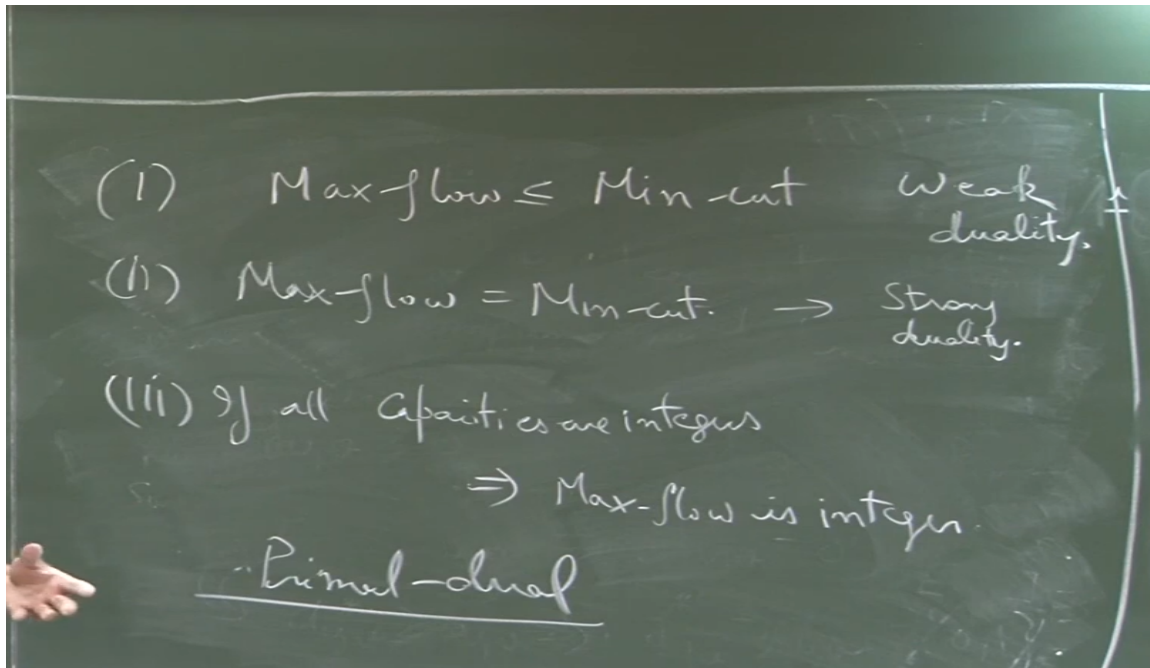 (I) Max-flow ≤ Min-cut Weak
duality.
(II) Max-flow = Min-cut. → Strong
duality.
(III) If all Capacities are integers
⇒ Max-flow is integer.
Primal-dual